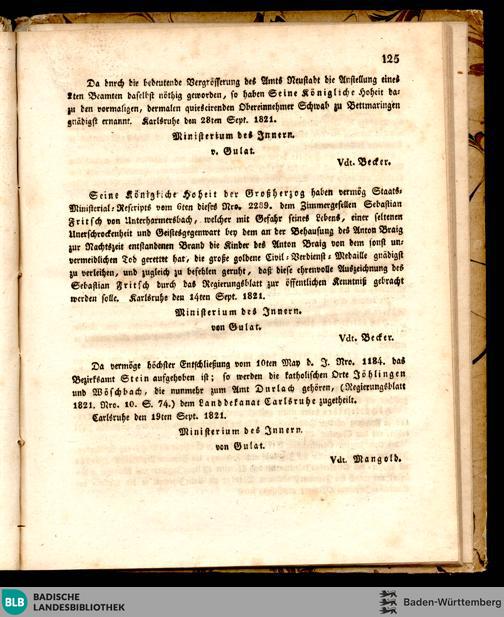 125
Da durch die bedeutende Vergrösserung des Amts Neustadt die Anstellung eines
2ten Beamten daselbst nöthig geworden, so haben Seine Königliche Hoheit da-
zu den vormaligen, dermalen quiescirenden Obereinnehmer Schwab zu Bettmaringen
gnädigst ernannt. Karlsruhe den 28ten Sept. 1821.
Ministerium des Innern.
v. Gulat.
Vdt. Becker.
Seine Königliche Hoheit der Großherzog haben vermög Staats-
Ministerial-Rescripts vom 6ten dieses Nro. 2289. dem Zimmergesellen Sebastian
Fritsch von Unterharmersbach, welcher mit Gefahr seines Lebens, einer seltenen
Unerschrockenheit und Geistesgegenwart bey dem an der Behausung des Anton Braig
zur Nachtszeit entstandenen Brand die Kinder des Anton Braig von dem sonst un-
vermeidlichen Tod gerettet hat, die große goldene Civil-Verdienst-Medaille gnädigst
zu verleihen, und zugleich zu befehlen geruht, daß diese ehrenvolle Auszeichnung des
Sebastian Fritsch durch das Regierungsblatt zur öffentlichen Kenntniß gebracht
werden solle. Karlsruhe den 14ten Sept. 1821.
Ministerium des Innern.
von Gulat.
Vdt. Becker.
Da vermöge höchster Entschließung vom 10ten May d. J. Nro. 1184. das
Bezirksamt Stein aufgehoben ist; so werden die katholischen Orte Jöhlingen
und Wöschbach, die nunmehr zum Amt Durlach gehören, (Regierungsblatt
1821. Nro. 10. S. 74.) dem Landdekanat Carlsruhe zugetheilt.
Carlsruhe den 19ten Sept. 1821.
Ministerium des Innern.
von Gulat.
Vdt. Mangold.
BLB BADISCHE
LANDESBIBLIOTHEK
Baden-Württemberg